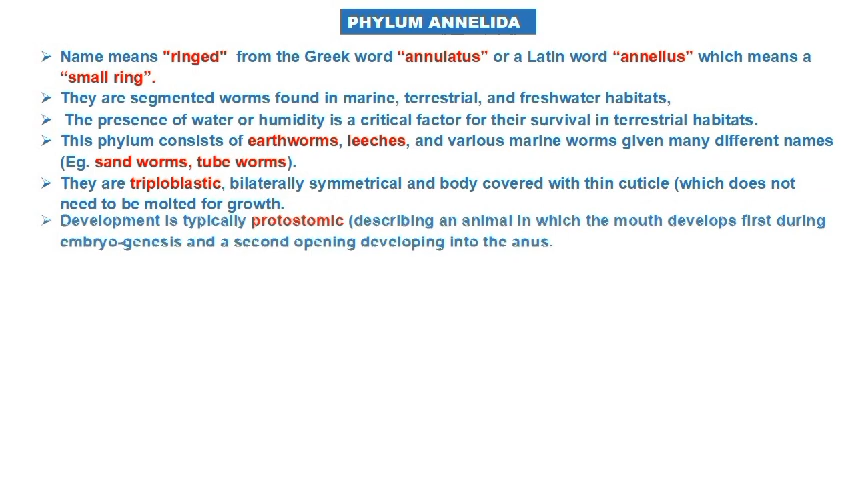 PHYLUM ANNELIDA
➢ Name means "ringed" from the Greek word “annulatus” or a Latin word “annellus” which means a
“small ring”.
➢ They are segmented worms found in marine, terrestrial, and freshwater habitats,
➢ The presence of water or humidity is a critical factor for their survival in terrestrial habitats.
➢ This phylum consists of earthworms, leeches, and various marine worms given many different names
(Eg. sand worms, tube worms).
➢ They are triploblastic, bilaterally symmetrical and body covered with thin cuticle (which does not
need to be molted for growth.
➢ Development is typically protostomic (describing an animal in which the mouth develops first during
embryo-genesis and a second opening developing into the anus.